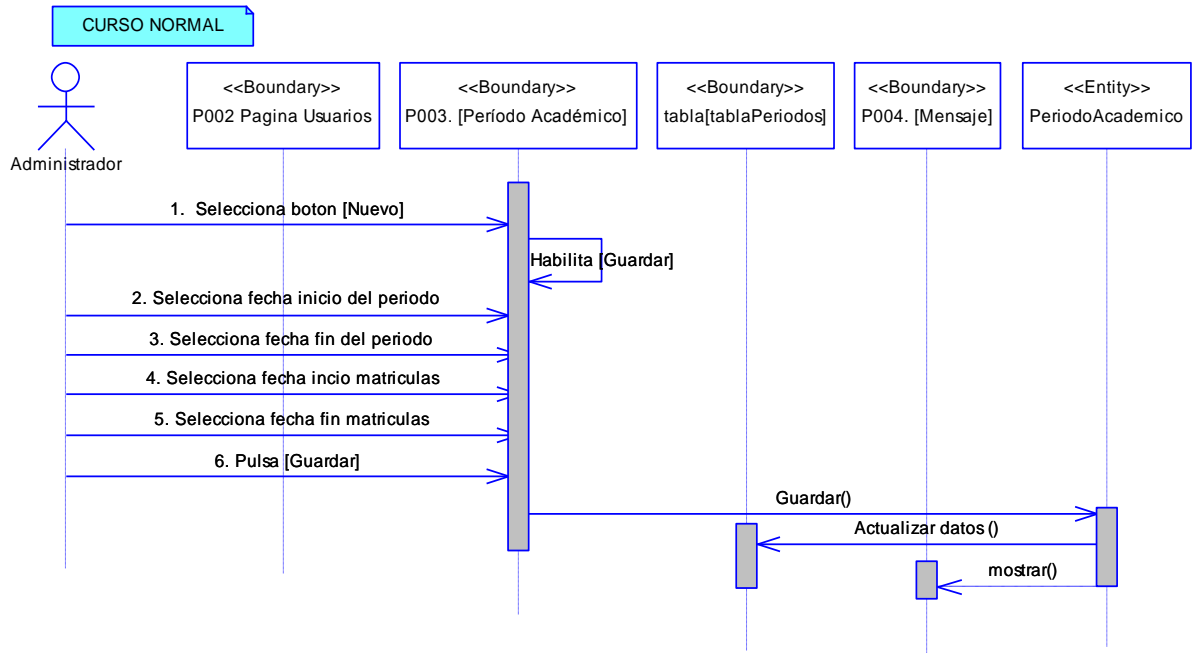 CURSO NORMAL
Administrador
<<Boundary>>
P002 Pagina Usuarios
<<Boundary>>
P003. [Período Académico]
<<Boundary>>
tabla[tablaPeriodos]
<<Boundary>>
P004. [Mensaje]
<<Entity>>
PeriodoAcademico
1. Selecciona boton [Nuevo]
Habilita [Guardar]
2. Selecciona fecha inicio del periodo
3. Selecciona fecha fin del periodo
4. Selecciona fecha incio matriculas
5. Selecciona fecha fin matriculas
6. Pulsa [Guardar]
Guardar()
Actualizar datos ()
mostrar()